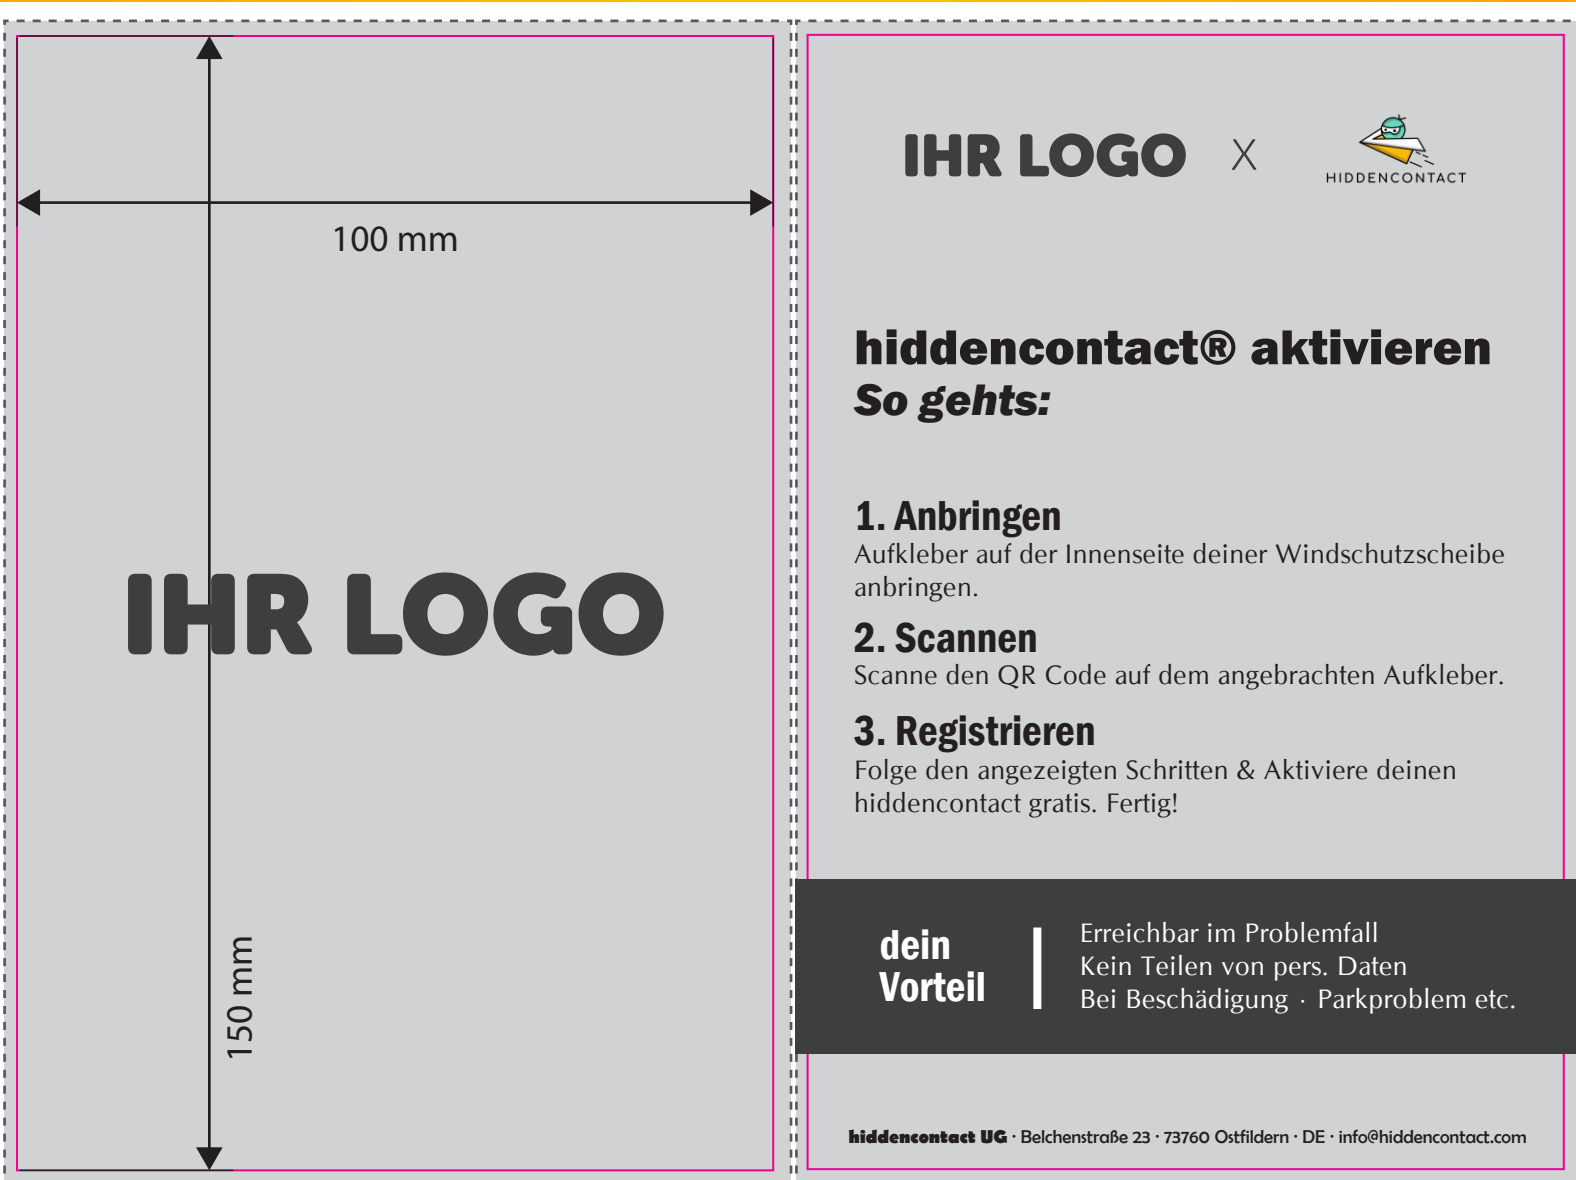 100 mm
IHR LOGO
150 mm
IHR LOGO X
HIDDENCONTACT
hiddencontact® aktivieren
So gehts:
1. Anbringen
Aufkleber auf der Innenseite deiner Windschutzscheibe
anbringen.
2. Scannen
Scanne den QR Code auf dem angebrachten Aufkleber.
3. Registrieren
Folge den angezeigten Schritten & Aktiviere deinen
hiddencontact gratis. Fertig!
dein
Vorteil
Erreichbar im Problemfall
Kein Teilen von pers. Daten
Bei Beschädigung · Parkproblem etc.
hiddencontact UG · Belchenstraße 23 · 73760 Ostfildern · DE · info@hiddencontact.com